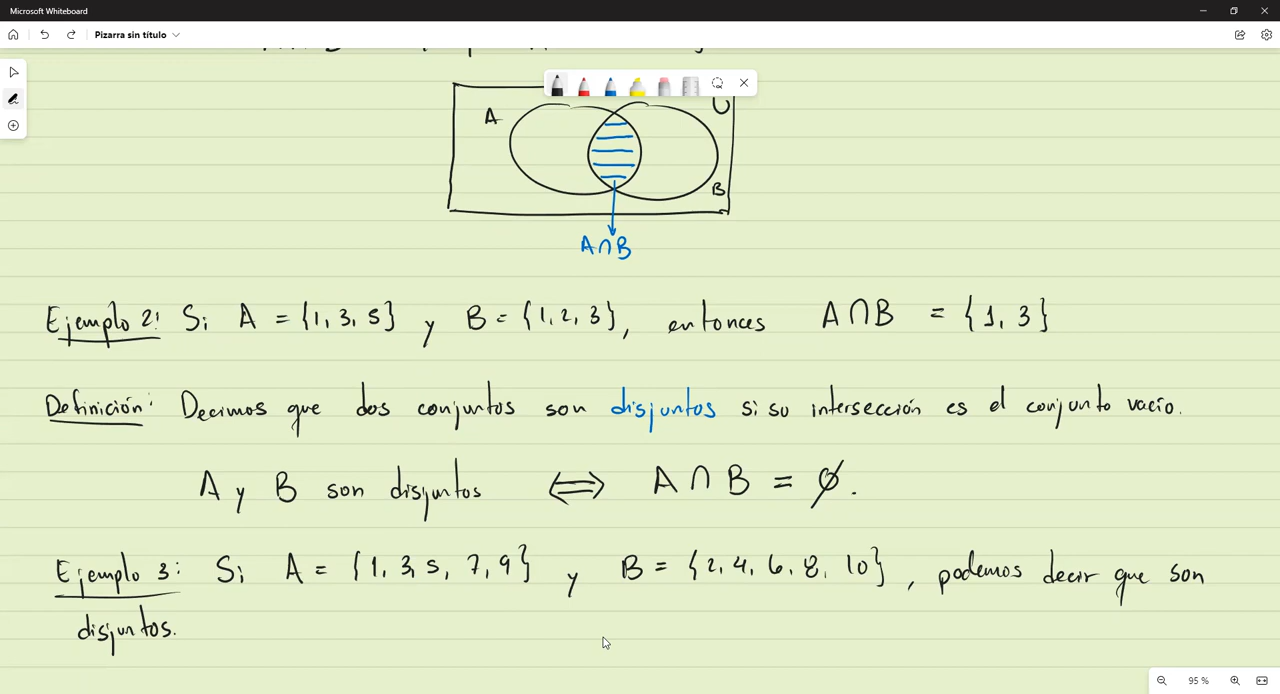 Microsoft Whiteboard
Pizarra sin título
A U
B
A∩B
Ejemplo 2: Si A = {1, 3, 5} y B = {1, 2, 3}, entonces A∩B = {1, 3}
Definición: Decimos que dos conjuntos son disjuntos si su intersección es el conjunto vacío.
A y B son disjuntos ⟺ A ∩ B = ∅.
Ejemplo 3: Si A = {1, 3, 5, 7, 9} y B = {2, 4, 6, 8, 10}, podemos decir que son
disjuntos.
95 %